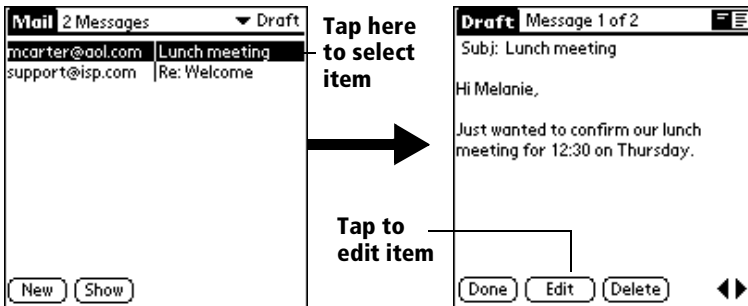 Mail 2 Messages Draft
mcarter@aol.com Lunch meeting
support@isp.com Re: Welcome
New Show
Tap here
to select
item
Tap to
edit item
Draft Message 1 of 2
Subj: Lunch meeting
Hi Melanie,
Just wanted to confirm our lunch
meeting for 12:30 on Thursday.
Done Edit Delete